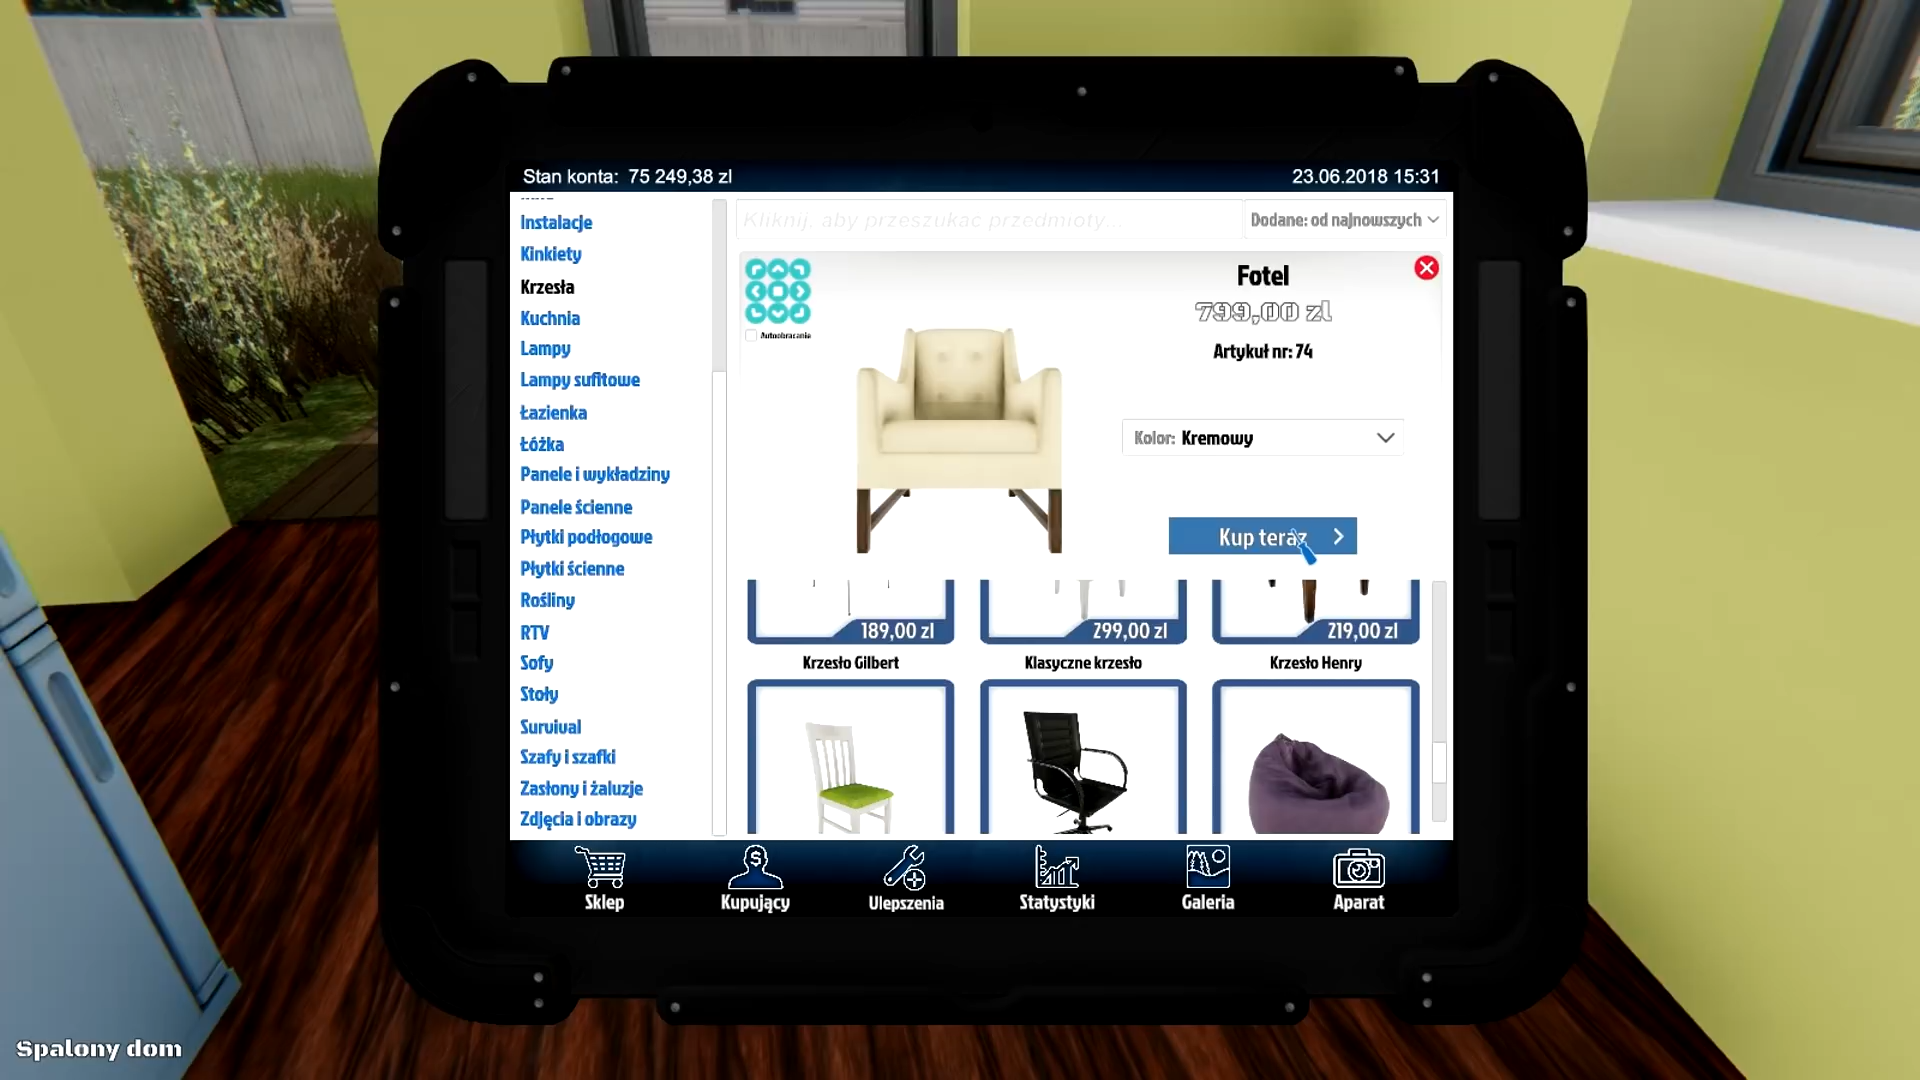 Stan konta: 75 249,38 zl
23.06.2018 15:31
Instalacje
Kinkiety
Krzesła
Kuchnia
Lampy
Lampy sufitowe
Łazienka
Łóżka
Panele i wykładziny
Panele ścienne
Płytki podłogowe
Płytki ścienne
Rośliny
RTV
Sofy
Stoły
Survival
Szafy i szafki
Zasłony i żaluzje
Zdjęcia i obrazy
Kliknij, aby przeszukac przedmioty...
Dodane: od najnowszych
Autoobracanie
Fotel
799,00 zl
Artykuł nr: 74
Kolor: Kremowy
Kup teraz
189,00 zl
299,00 zl
219,00 zl
Krzesło Gilbert
Klasyczne krzesło
Krzesło Henry
Sklep
Kupujący
Ulepszenia
Statystyki
Galeria
Aparat
Spalony dom